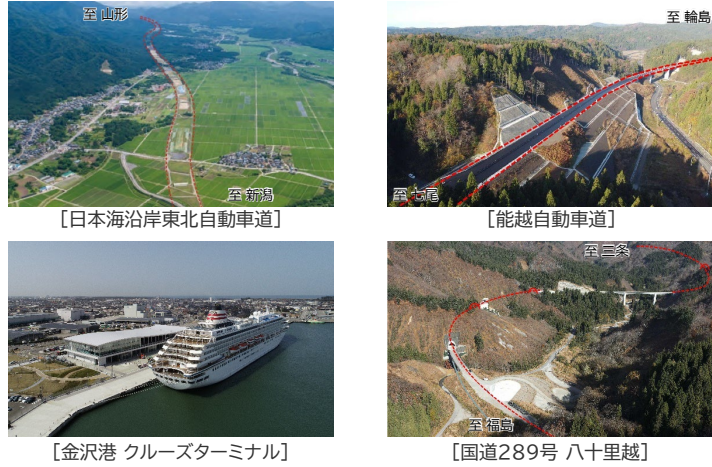 至 山形
至 新潟
[日本海沿岸東北自動車道]
至 輪島
至 七尾
[能越自動車道]
[金沢港 クルーズターミナル]
至 三条
至 福島
[国道289号 八十里越]